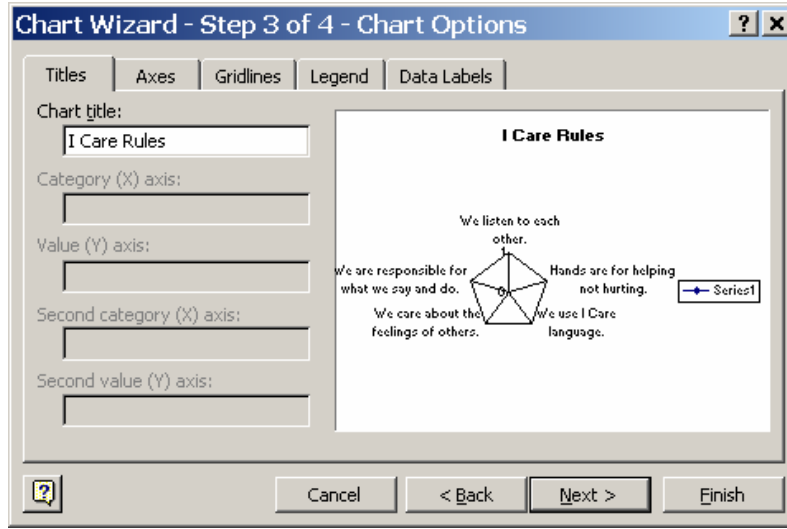 Chart Wizard - Step 3 of 4 - Chart Options
Titles
Axes
Gridlines
Legend
Data Labels
Chart title:
I Care Rules
Category (X) axis:
Value (Y) axis:
Second category (X) axis:
Second value (Y) axis:
I Care Rules
We listen to each
other.
1
0
Hands are for helping
not hurting.
We use I Care
language.
We care about the
feelings of others.
We are responsible for
what we say and do.
Series1
?
Cancel
< Back
Next >
Finish